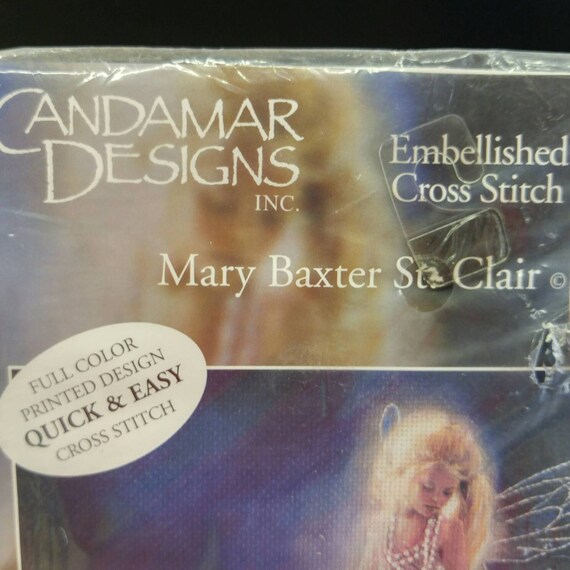 CANDAMAR
DESIGNS
INC.
Embellished
Cross Stitch
Mary Baxter St. Clair ©
FULL COLOR
PRINTED DESIGN
QUICK & EASY
CROSS STITCH